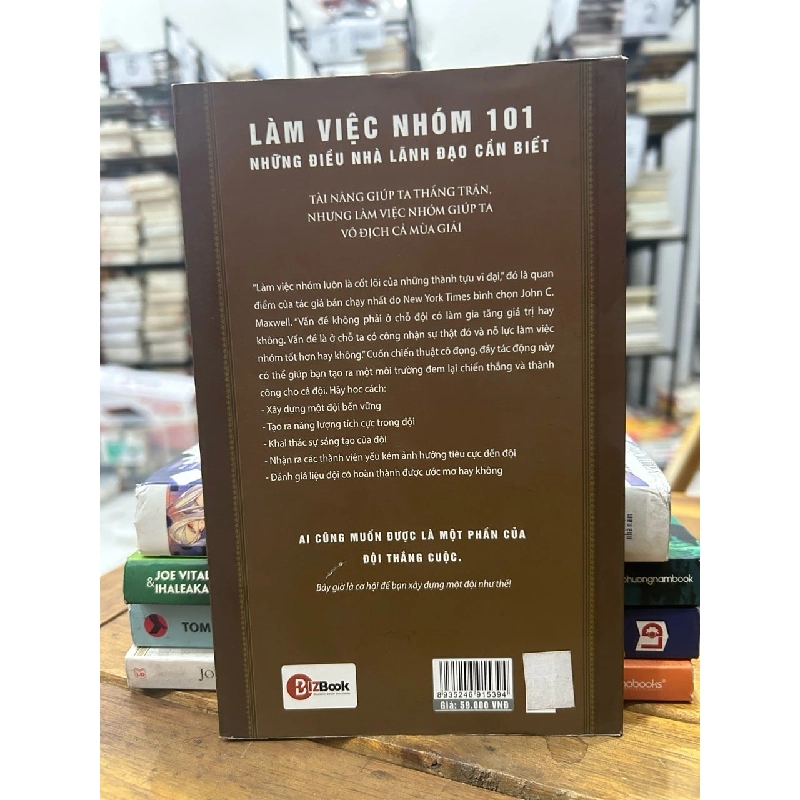 LÀM VIỆC NHÓM 101
NHỮNG ĐIỀU NHÀ LÃNH ĐẠO CẦN BIẾT
TÀI NĂNG GIÚP TA THẮNG TRẬN,
NHƯNG LÀM VIỆC NHÓM GIÚP TA
VÔ ĐỊCH CẢ MÙA GIẢI
"Làm việc nhóm luôn là cốt lõi của những thành tựu vĩ đại," đó là quan
điểm của tác giả bán chạy nhất do New York Times bình chọn John C.
Maxwell. "Vấn đề không phải ở chỗ đội có làm gia tăng giá trị hay
không. Vấn đề là ở chỗ ta có công nhận sự thật đó và nỗ lực làm việc
nhóm tốt hơn hay không." Cuốn chiến thuật cô đọng, đầy tác động này
có thể giúp bạn tạo ra một môi trường đem lại chiến thắng và thành
công cho cả đội. Hãy học cách:
- Xây dựng một đội bền vững
- Tạo ra năng lượng tích cực trong đội
- Khai thác sự sáng tạo của đội
- Nhận ra các thành viên yếu kém ảnh hưởng tiêu cực đến đội
- Đánh giá liệu đội có hoàn thành được ước mơ hay không
AI CŨNG MUỐN ĐƯỢC LÀ MỘT PHẦN CỦA
ĐỘI THẮNG CUỘC.
Bây giờ là cơ hội để bạn xây dựng một đội như thế!
BizBook
8935246915394
Giá: 58.000 VNĐ
JOE VITAL
& IHALEAKA
TOM
JO
nhã nam
phuongnambook
LĐ
nobooks